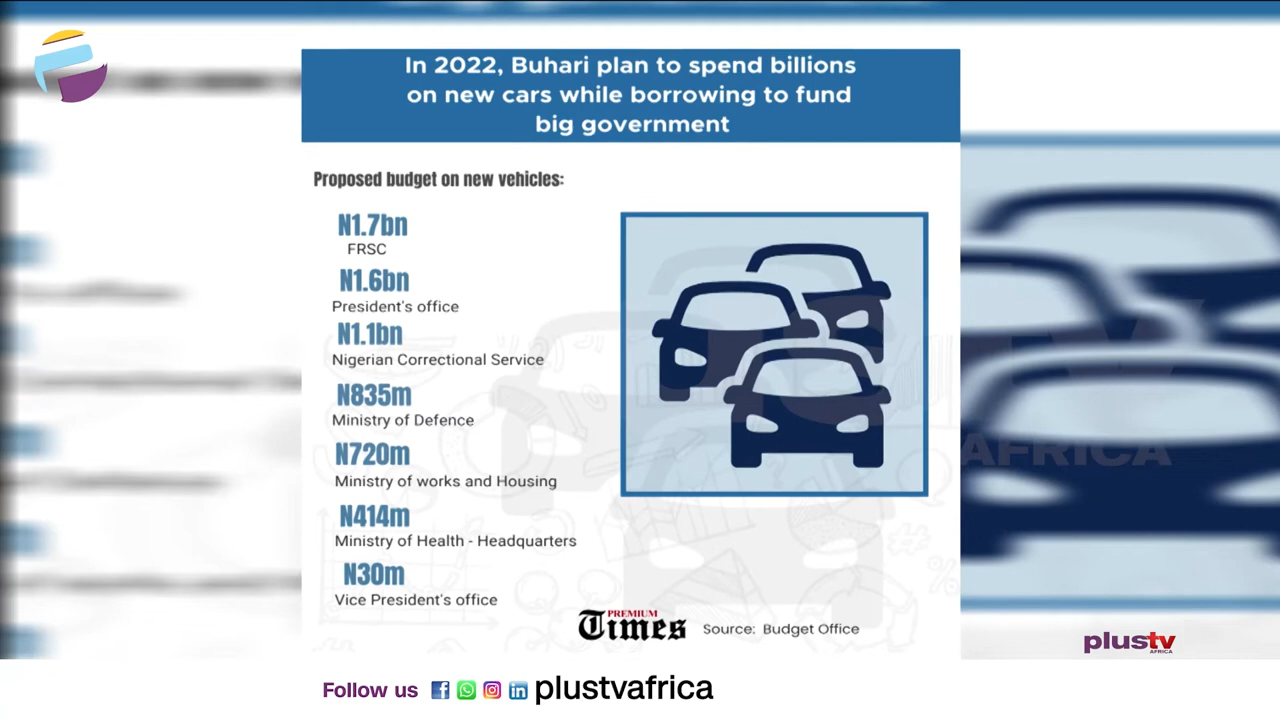 In 2022, Buhari plan to spend billions
on new cars while borrowing to fund
big government
Proposed budget on new vehicles:
N1.7bn
FRSC
N1.6bn
President's office
N1.1bn
Nigerian Correctional Service
N835m
Ministry of Defence
N720m
Ministry of works and Housing
N414m
Ministry of Health - Headquarters
N30m
Vice President's office
PREMIUM
Times
Source: Budget Office
AFRICA
plustv
AFRICA
Follow us
plustvafrica